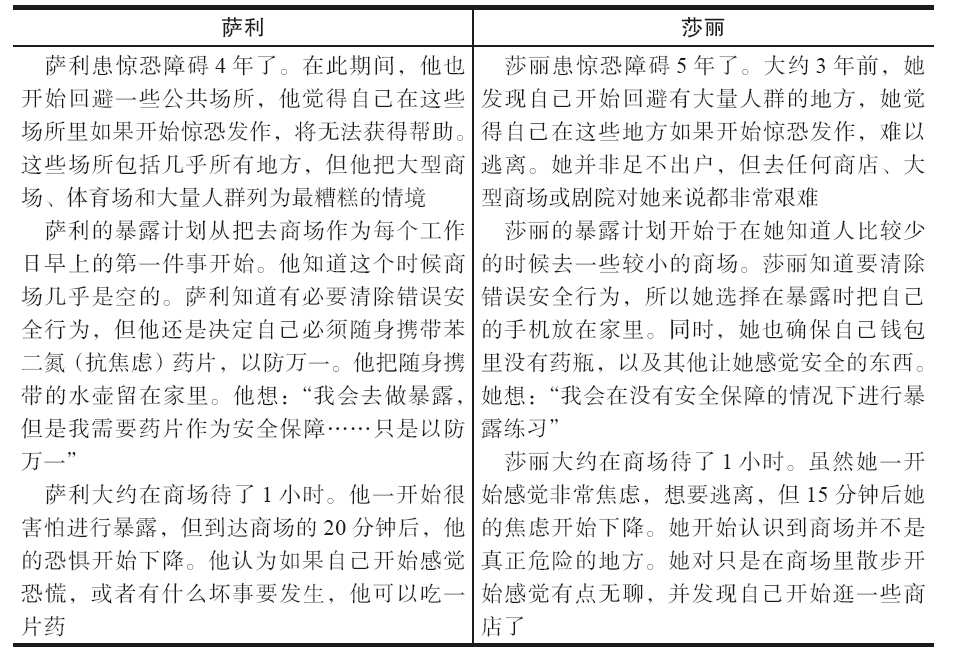 萨利
萨利患惊恐障碍 4 年了。在此期间，他也
开始回避一些公共场所，他觉得自己在这些
场所里如果开始惊恐发作，将无法获得帮助。
这些场所包括几乎所有地方，但他把大型商
场、体育场和大量人群列为最糟糕的情境
萨利的暴露计划从把去商场作为每个工作
日早上的第一件事开始。他知道这个时候商
场几乎是空的。萨利知道有必要清除错误安
全行为，但他还是决定自己必须随身携带苯
二氮（抗焦虑）药片，以防万一。他把随身携
带的水壶留在家里。他想：“我会去做暴露，
但是我需要药片作为安全保障……只是以防
万一”
萨利大约在商场待了 1 小时。他一开始很
害怕进行暴露，但到达商场的 20 分钟后，他
的恐惧开始下降。他认为如果自己开始感觉
恐慌，或者有什么坏事要发生，他可以吃一
片药
莎丽
莎丽患惊恐障碍 5 年了。大约 3 年前，她
发现自己开始回避有大量人群的地方，她觉
得自己在这些地方如果开始惊恐发作，难以
逃离。她并非足不出户，但去任何商店、大
型商场或剧院对她来说都非常艰难
莎丽的暴露计划开始于在她知道人比较少
的时候去一些较小的商场。莎丽知道要清除
错误安全行为，所以她选择在暴露时把自己
的手机放在家里。同时，她也确保自己钱包
里没有药瓶，以及其他让她感觉安全的东西。
她想：“我会在没有安全保障的情况下进行暴
露练习”
莎丽大约在商场待了 1 小时。虽然她一开
始感觉非常焦虑，想要逃离，但 15 分钟后她
的焦虑开始下降。她开始认识到商场并不是
真正危险的地方。她对只是在商场里散步开
始感觉有点无聊，并发现自己开始逛一些商
店了